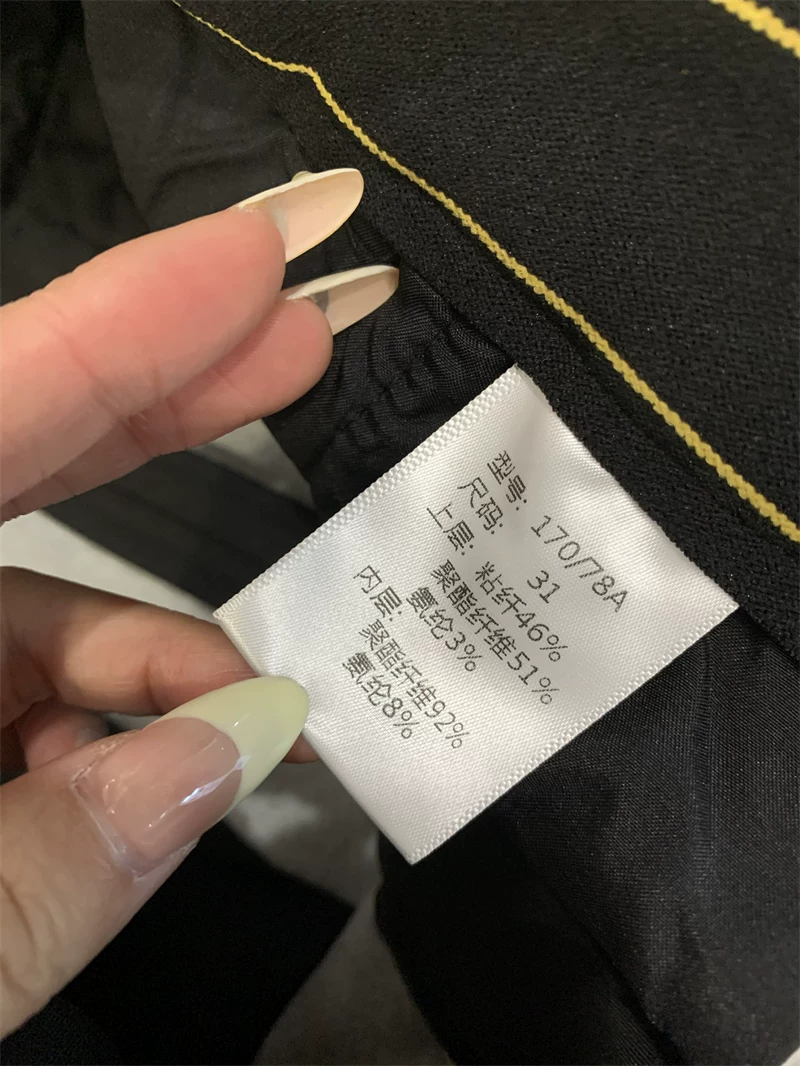 型号: 170/78A
尺码: 31
上层: 粘纤46%
聚酯纤维51%
氨纶3%
内层: 聚酯纤维92%
氨纶8%